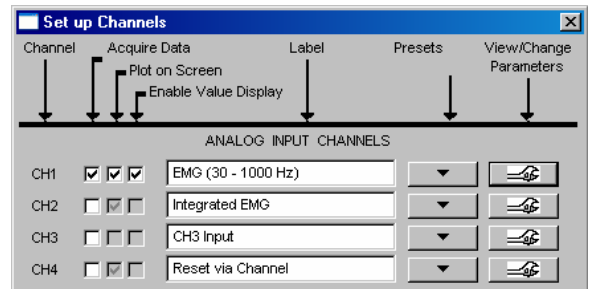 Set up Channels
Channel Acquire Data Label Presets View/Change
Plot on Screen Parameters
Enable Value Display
ANALOG INPUT CHANNELS
CH1 EMG (30 - 1000 Hz)
CH2 Integrated EMG
CH3 CH3 Input
CH4 Reset via Channel